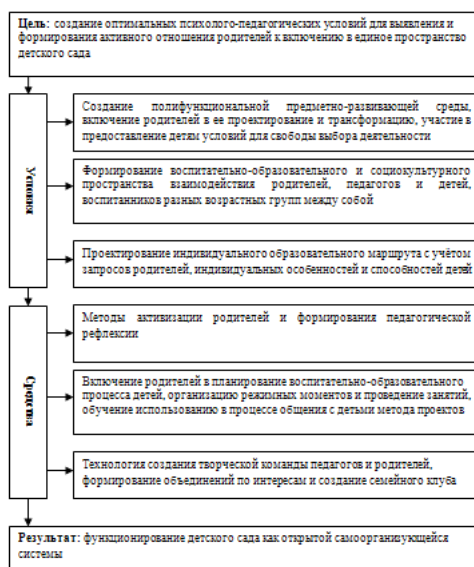 Цель: создание оптимальных психолого-педагогических условий для выявления и
формирования активного отношения родителей к включению в единое пространство
детского сада
Условия
Создание полифункциональной предметно-развивающей среды,
включение родителей в ее проектирование и трансформацию, участие в
предоставление детям условий для свободы выбора деятельности
Формирование воспитательно-образовательного и социокультурного
пространства взаимодействия родителей, педагогов и детей,
воспитанников разных возрастных групп между собой
Проектирование индивидуального образовательного маршрута с учётом
запросов родителей, индивидуальных особенностей и способностей детей
Средства
Методы активизации родителей и формирования педагогической
рефлексии
Включение родителей в планирование воспитательно-образовательного
процесса детей, организацию режимных моментов и проведение занятий,
обучение использованию в процессе общения с детьми метода проектов
Технология создания творческой команды педагогов и родителей,
формирование объединений по интересам и создание семейного клуба
Результат: функционирование детского сада как открытой самоорганизующейся
системы